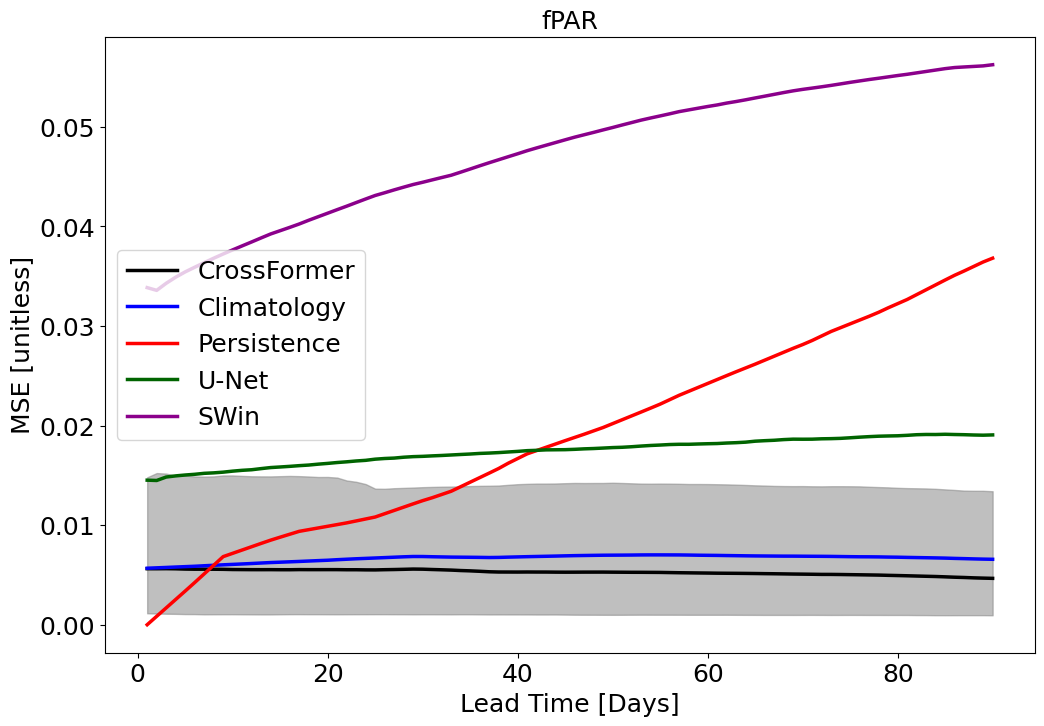 fPAR
MSE [unitless]
0.05
0.04
0.03
0.02
0.01
0.00
CrossFormer
Climatology
Persistence
U-Net
SWin
0 20 40 60 80
Lead Time [Days]